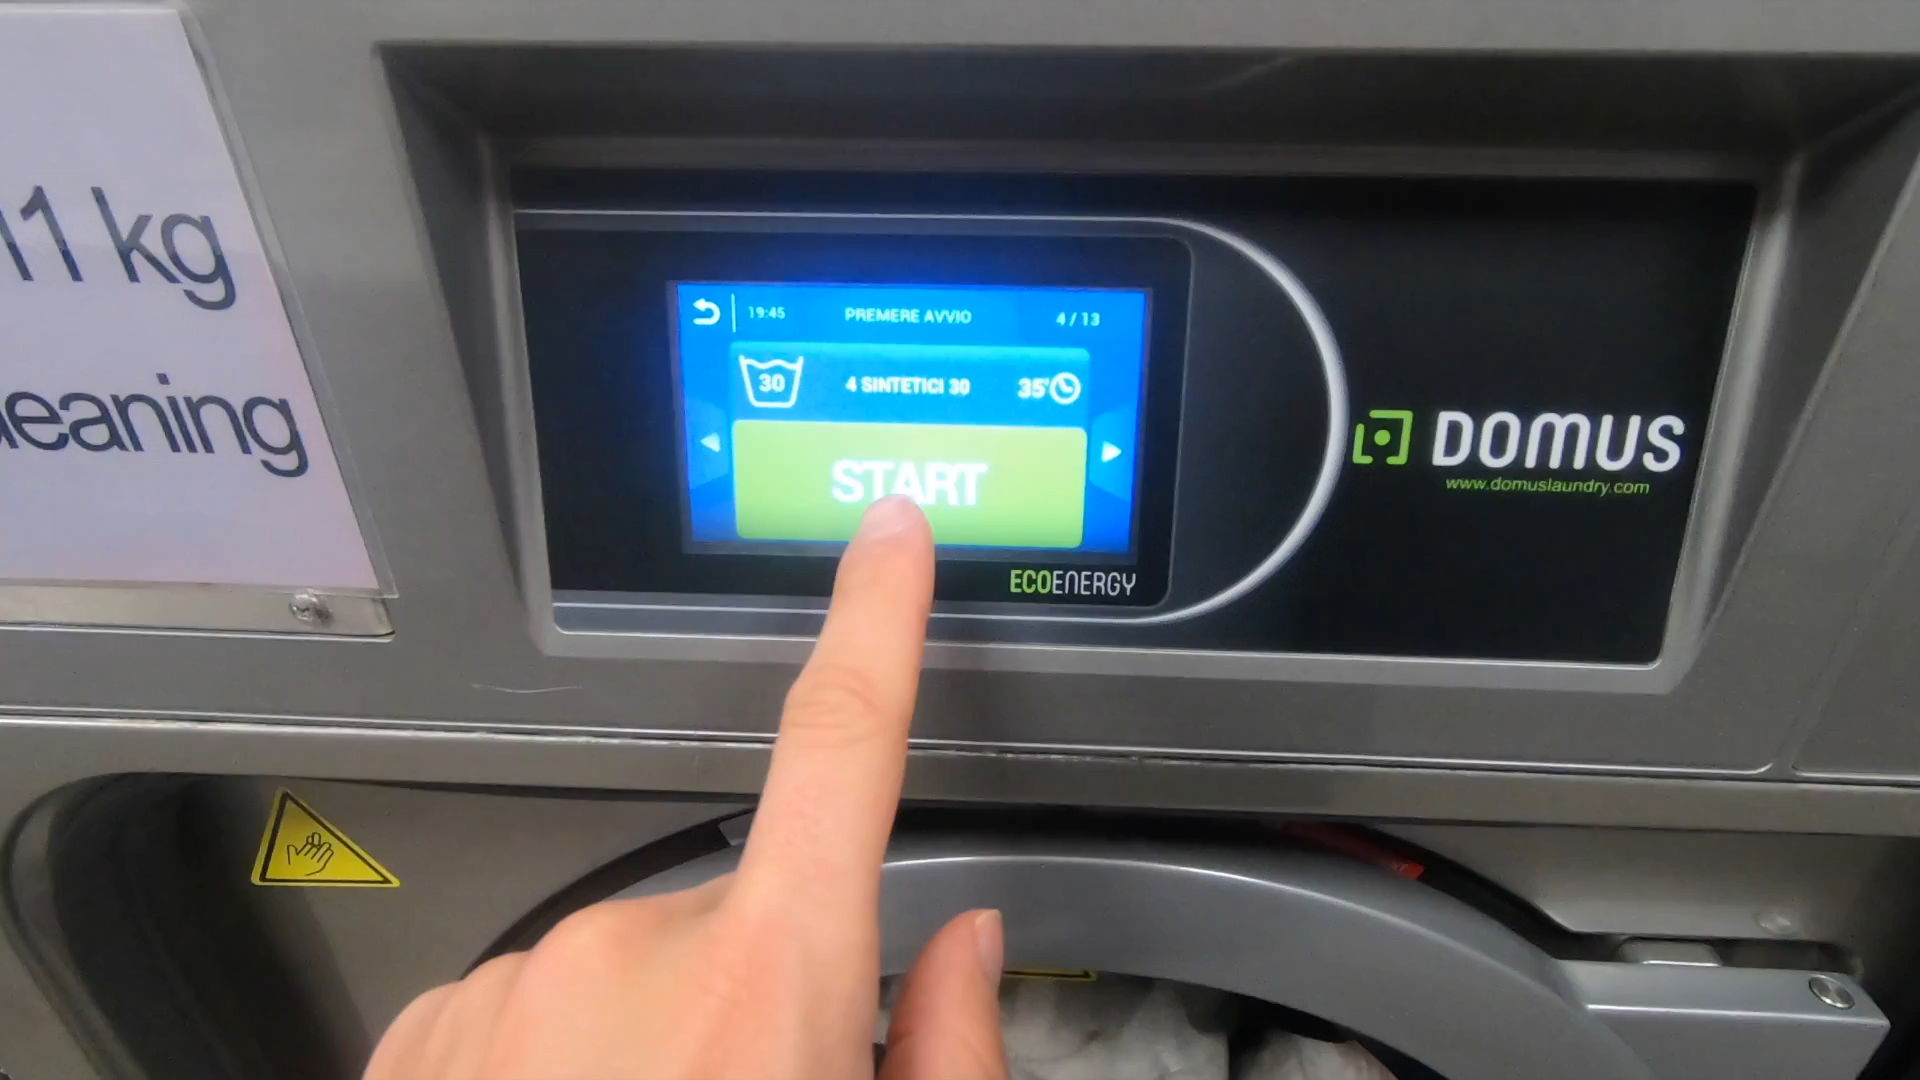 11 kg
leaning
19:45
PREMERE AVVIO
4 / 13
30
4 SINTETICI 30
35'
START
ECOENERGY
DOMUS
www.domuslaundry.com